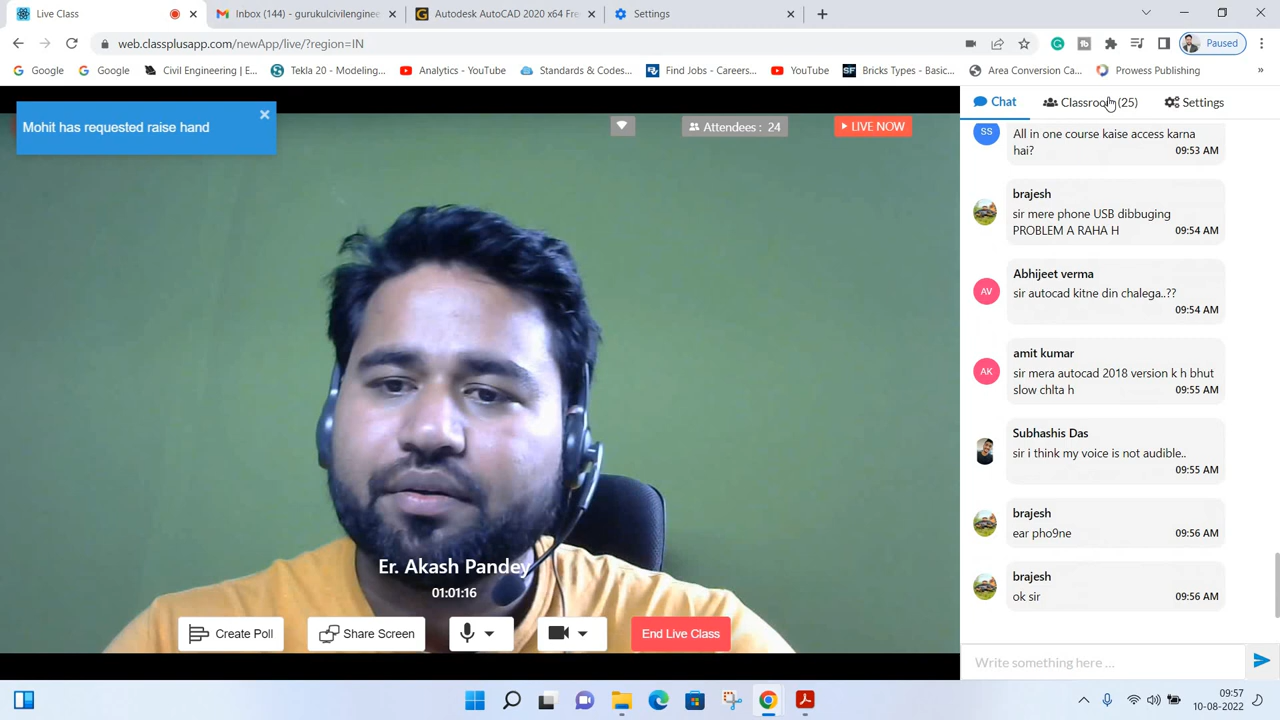 Live Class
Inbox (144) - gurukulcivilengine
Autodesk AutoCAD 2020 x64 Fre
Settings
web.classplusapp.com/newApp/live/?region=IN
Paused
Google
Google
Civil Engineering | E...
Tekla 20 - Modeling...
Analytics - YouTube
Standards & Codes...
Find Jobs - Careers...
YouTube
SF
Bricks Types - Basic...
Area Conversion Ca...
Prowess Publishing
»
Mohit has requested raise hand
Attendees : 24
LIVE NOW
Chat
Classroom (25)
Settings
SS
All in one course kaise access karna
hai?
09:53 AM
brajesh
sir mere phone USB dibbuging
PROBLEM A RAHA H
09:54 AM
Abhijeet verma
AV
sir autocad kitne din chalega..??
09:54 AM
amit kumar
AK
sir mera autocad 2018 version k h bhut
slow chlta h
09:55 AM
Subhashis Das
sir i think my voice is not audible..
09:55 AM
brajesh
ear pho9ne
09:56 AM
brajesh
ok sir
09:56 AM
Er. Akash Pandey
01:01:16
Create Poll
Share Screen
End Live Class
Write something here ...
09:57
10-08-2022